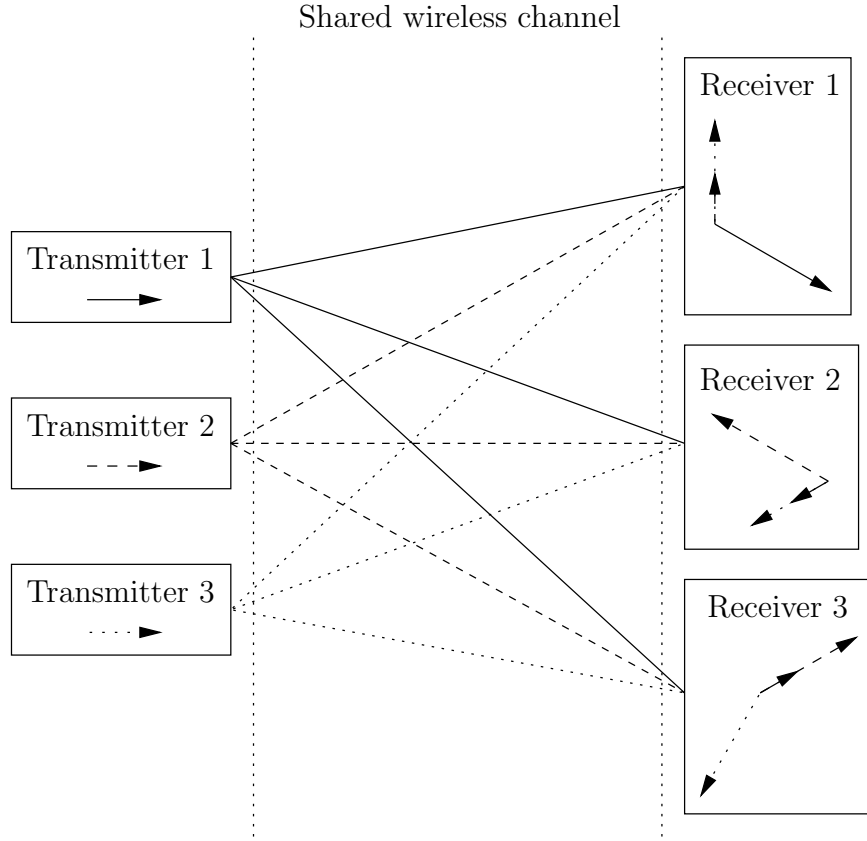 Shared wireless channel
Receiver 1
Transmitter 1
Receiver 2
Transmitter 2
Transmitter 3
Receiver 3